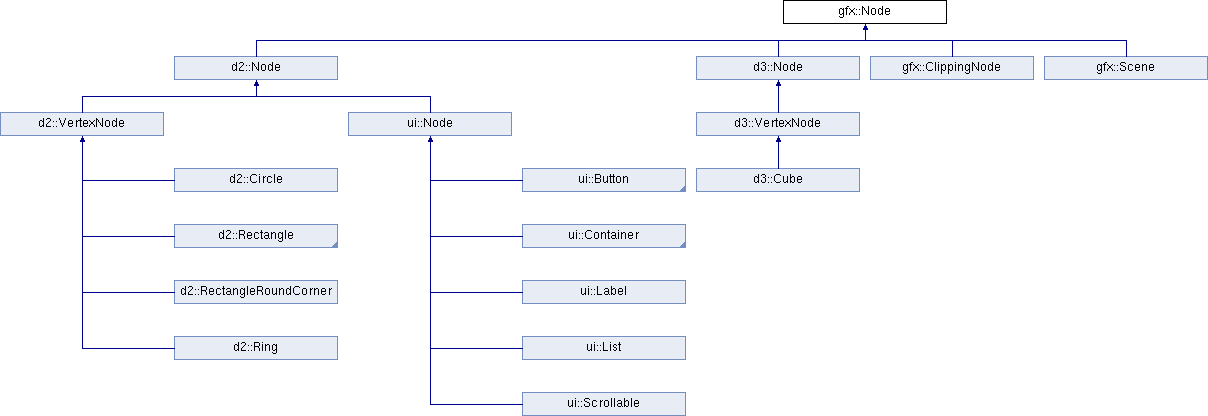 gfx::Node
d2::Node
d3::Node
gfx::ClippingNode
gfx::Scene
d2::VertexNode
ui::Node
d3::VertexNode
d2::Circle
ui::Button
d3::Cube
d2::Rectangle
ui::Container
d2::RectangleRoundCorner
ui::Label
d2::Ring
ui::List
ui::Scrollable